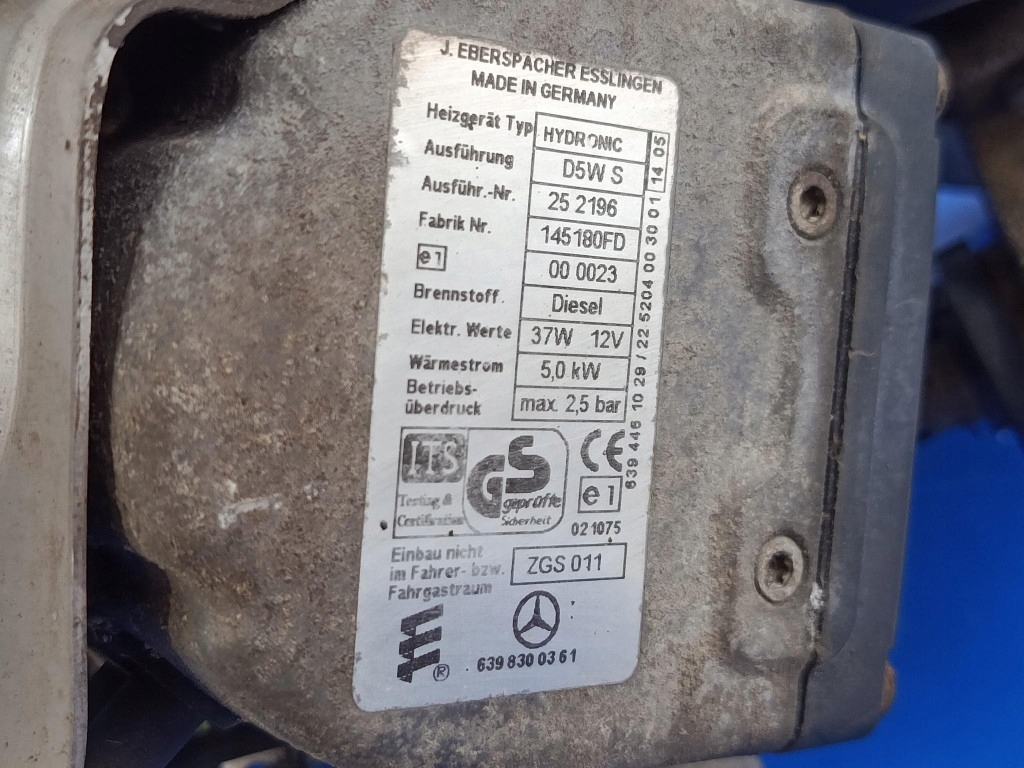 J. EBERSPÄCHER ESSLINGEN
MADE IN GERMANY
Heizgerät Typ HYDRONIC
Ausführung D5W S
Ausführ.-Nr. 25 2196
Fabrik Nr. 145180FD
e1 00 0023
Brennstoff Diesel
Elektr. Werte 37W 12V
Wärmestrom 5,0 kW
Betriebs-
überdruck max. 2,5 bar
639 446 10 29 / 22 5204 00 30 01 14 05
ITS
Testing &
Certification
GS
geprüfte
Sicherheit
CE
e1
021075
Einbau nicht
im Fahrer- bzw.
Fahrgastraum
ZGS 011
®
639 830 03 61